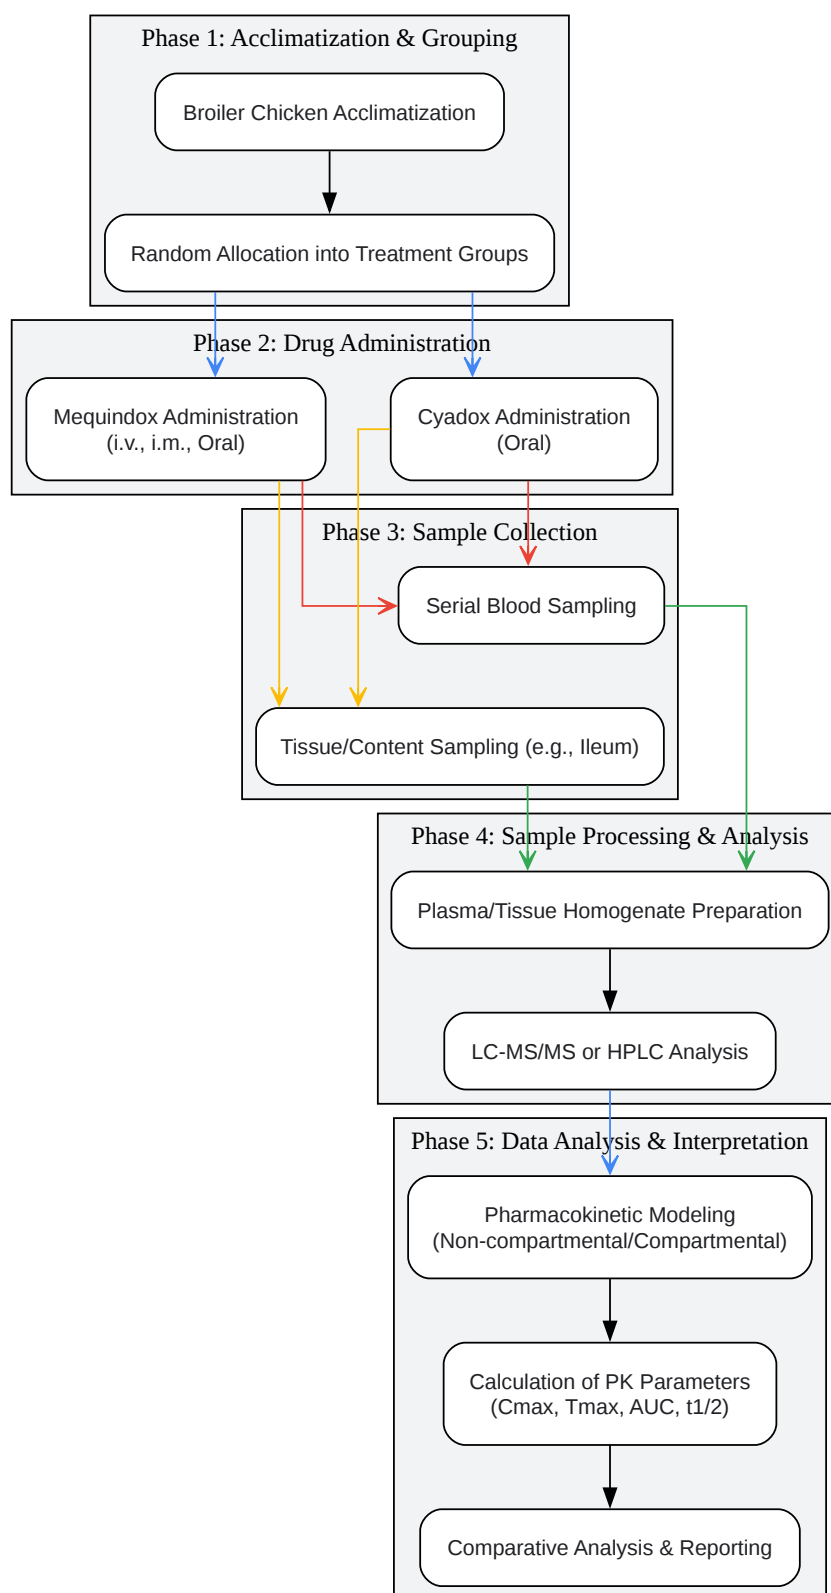 Phase 1: Acclimatization & Grouping
Broiler Chicken Acclimatization
Random Allocation into Treatment Groups
Phase 2: Drug Administration
Mequindox Administration
(i.v., i.m., Oral)
Cyadox Administration
(Oral)
Phase 3: Sample Collection
Serial Blood Sampling
Tissue/Content Sampling (e.g., Ileum)
Phase 4: Sample Processing & Analysis
Plasma/Tissue Homogenate Preparation
LC-MS/MS or HPLC Analysis
Phase 5: Data Analysis & Interpretation
Pharmacokinetic Modeling
(Non-compartmental/Compartmental)
Calculation of PK Parameters
(Cmax, Tmax, AUC, t1/2)
Comparative Analysis & Reporting